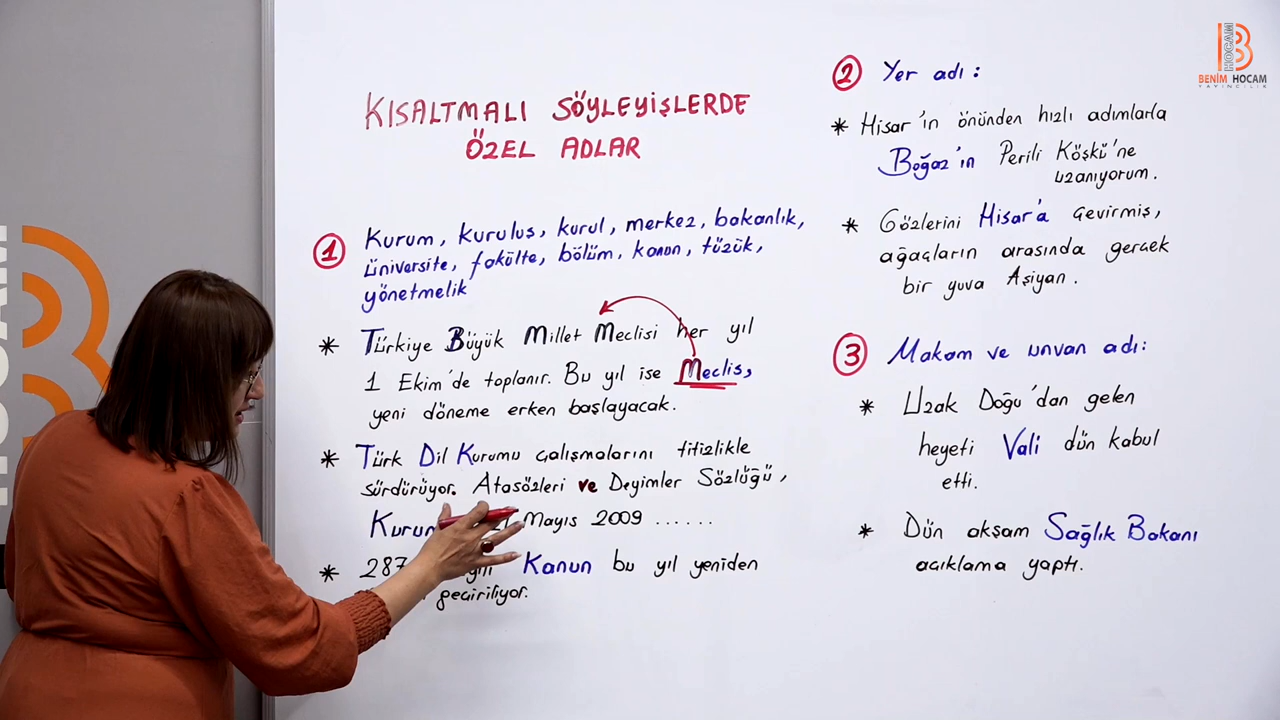 KISALTMALI SÖYLEYİŞLERDE
ÖZEL ADLAR
1 Kurum, kuruluş, kurul, merkez, bakanlık,
üniversite, fakülte, bölüm, kanun, tüzük,
yönetmelik
* Türkiye Büyük Millet Meclisi her yıl
1 Ekim'de toplanır. Bu yıl ise Meclis,
yeni döneme erken başlayacak.
* Türk Dil Kurumu çalışmalarını titizlikle
sürdürüyor. Atasözleri ve Deyimler Sözlüğü,
Mayıs 2009 ......
* Kanun bu yıl yeniden
geçiriliyor.
2 Yer adı:
* Hisar'ın önünden hızlı adımlarla
Boğaz'ın Perili Köşkü'ne
uzanıyorum.
* Gözlerini Hisar'a çevirmiş,
ağaçların arasında gerçek
bir yuva Aşiyan.
3 Makam ve unvan adı:
* Uzak Doğu'dan gelen
heyeti Vali dün kabul
etti.
* Dün akşam Sağlık Bakanı
açıklama yaptı.
B HOCAM
BENİM HOCAM
YAYINCILIK